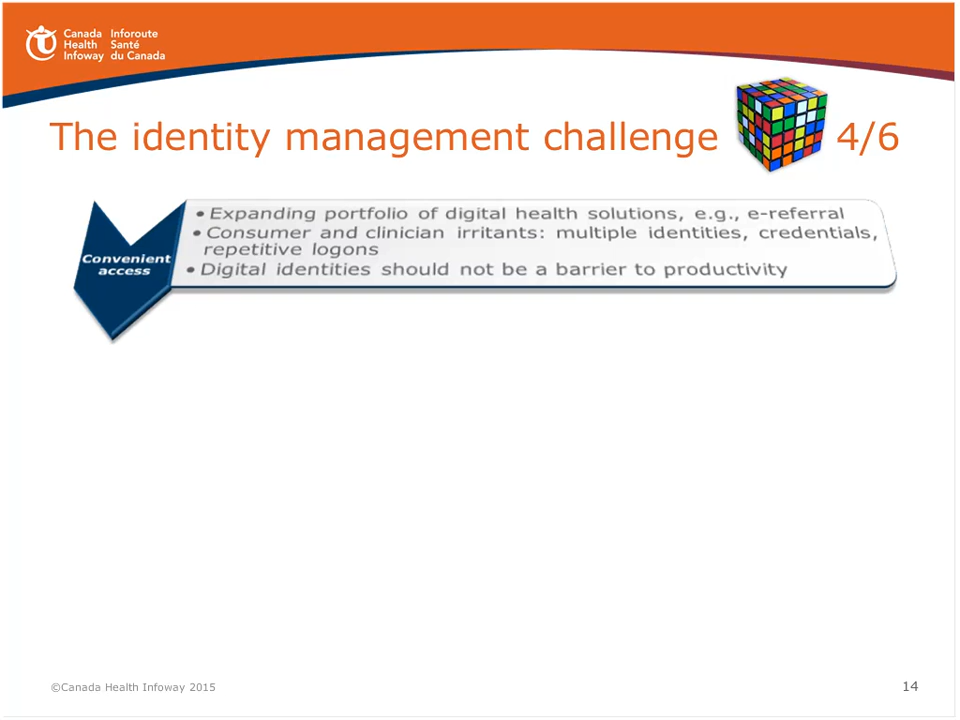 Canada Inforoute
Health Santé
Infoway du Canada
The identity management challenge 4/6
Convenient
access
• Expanding portfolio of digital health solutions, e.g., e-referral
• Consumer and clinician irritants: multiple identities, credentials,
repetitive logons
• Digital identities should not be a barrier to productivity
©Canada Health Infoway 2015
14